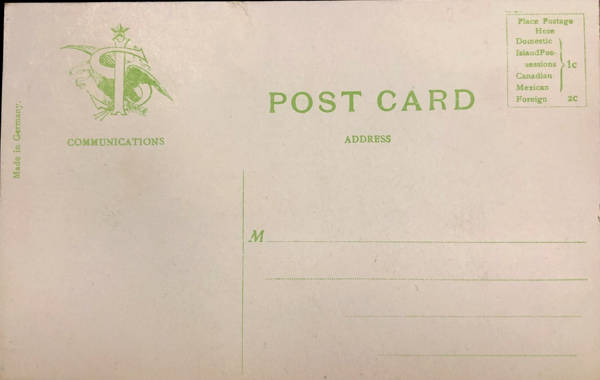 Place Postage
Here
Domestic
IslandPos-
sessions
Canadian
Mexican
1c
Foreign 2C
POST CARD
COMMUNICATIONS
ADDRESS
Made in Germany.
M